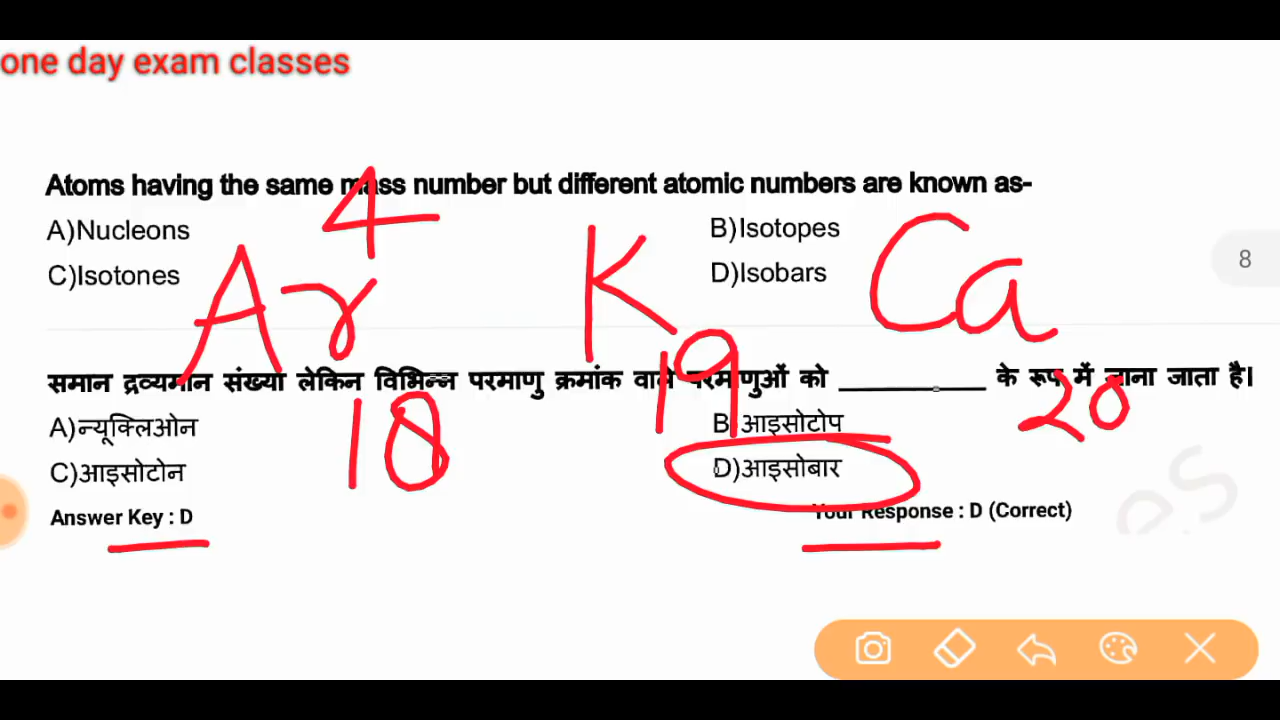 one day exam classes
Atoms having the same mass number but different atomic numbers are known as-
A)Nucleons B)Isotopes
C)Isotones D)Isobars
8
4
Ar K Ca
समान द्रव्यमान संख्या लेकिन विभिन्न परमाणु क्रमांक वाले परमाणुओं को ___________ के रूप में जाना जाता है।
18 19 20
A)न्यूक्लिओन B)आइसोटोप
C)आइसोटोन D)आइसोबार
Answer Key : D Your Response : D (Correct)